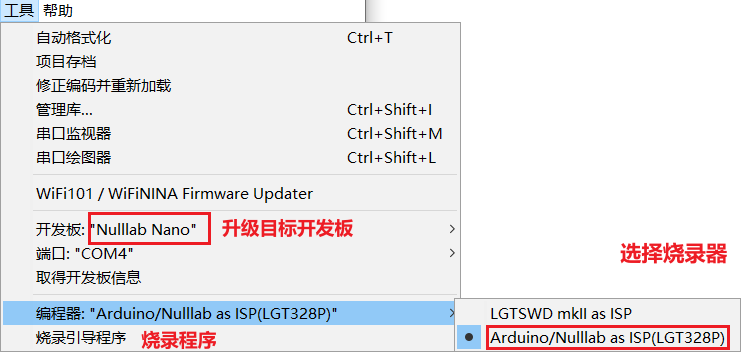 工具 帮助
自动格式化 Ctrl+T
项目存档
修正编码并重新加载
管理库... Ctrl+Shift+I
串口监视器 Ctrl+Shift+M
串口绘图器 Ctrl+Shift+L
WiFi101 / WiFiNINA Firmware Updater
开发板: "Nulllab Nano" 升级目标开发板
端口: "COM4"
取得开发板信息
选择烧录器
编程器: "Arduino/Nulllab as ISP(LGT328P)"
LGTSWD mkII as ISP
烧录引导程序 烧录程序
Arduino/Nulllab as ISP(LGT328P)